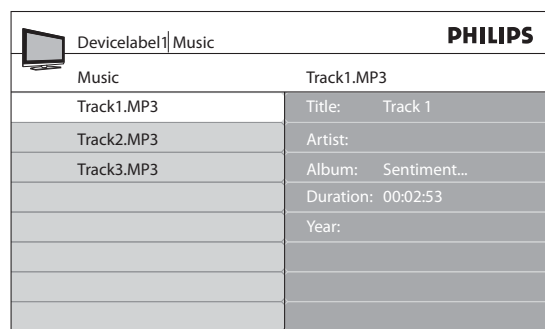 Devicelabel1| Music
PHILIPS
Music
Track1.MP3
Track1.MP3
Title: Track 1
Track2.MP3
Artist:
Track3.MP3
Album: Sentiment...
Duration: 00:02:53
Year: